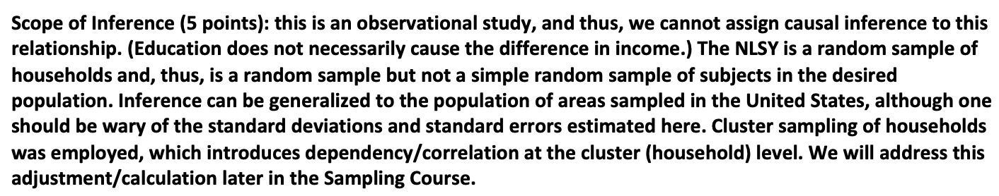 Scope of Inference (5 points): this is an observational study, and thus, we cannot assign causal inference to this
relationship. (Education does not necessarily cause the difference in income.) The NLSY is a random sample of
households and, thus, is a random sample but not a simple random sample of subjects in the desired
population. Inference can be generalized to the population of areas sampled in the United States, although one
should be wary of the standard deviations and standard errors estimated here. Cluster sampling of households
was employed, which introduces dependency/correlation at the cluster (household) level. We will address this
adjustment/calculation later in the Sampling Course.